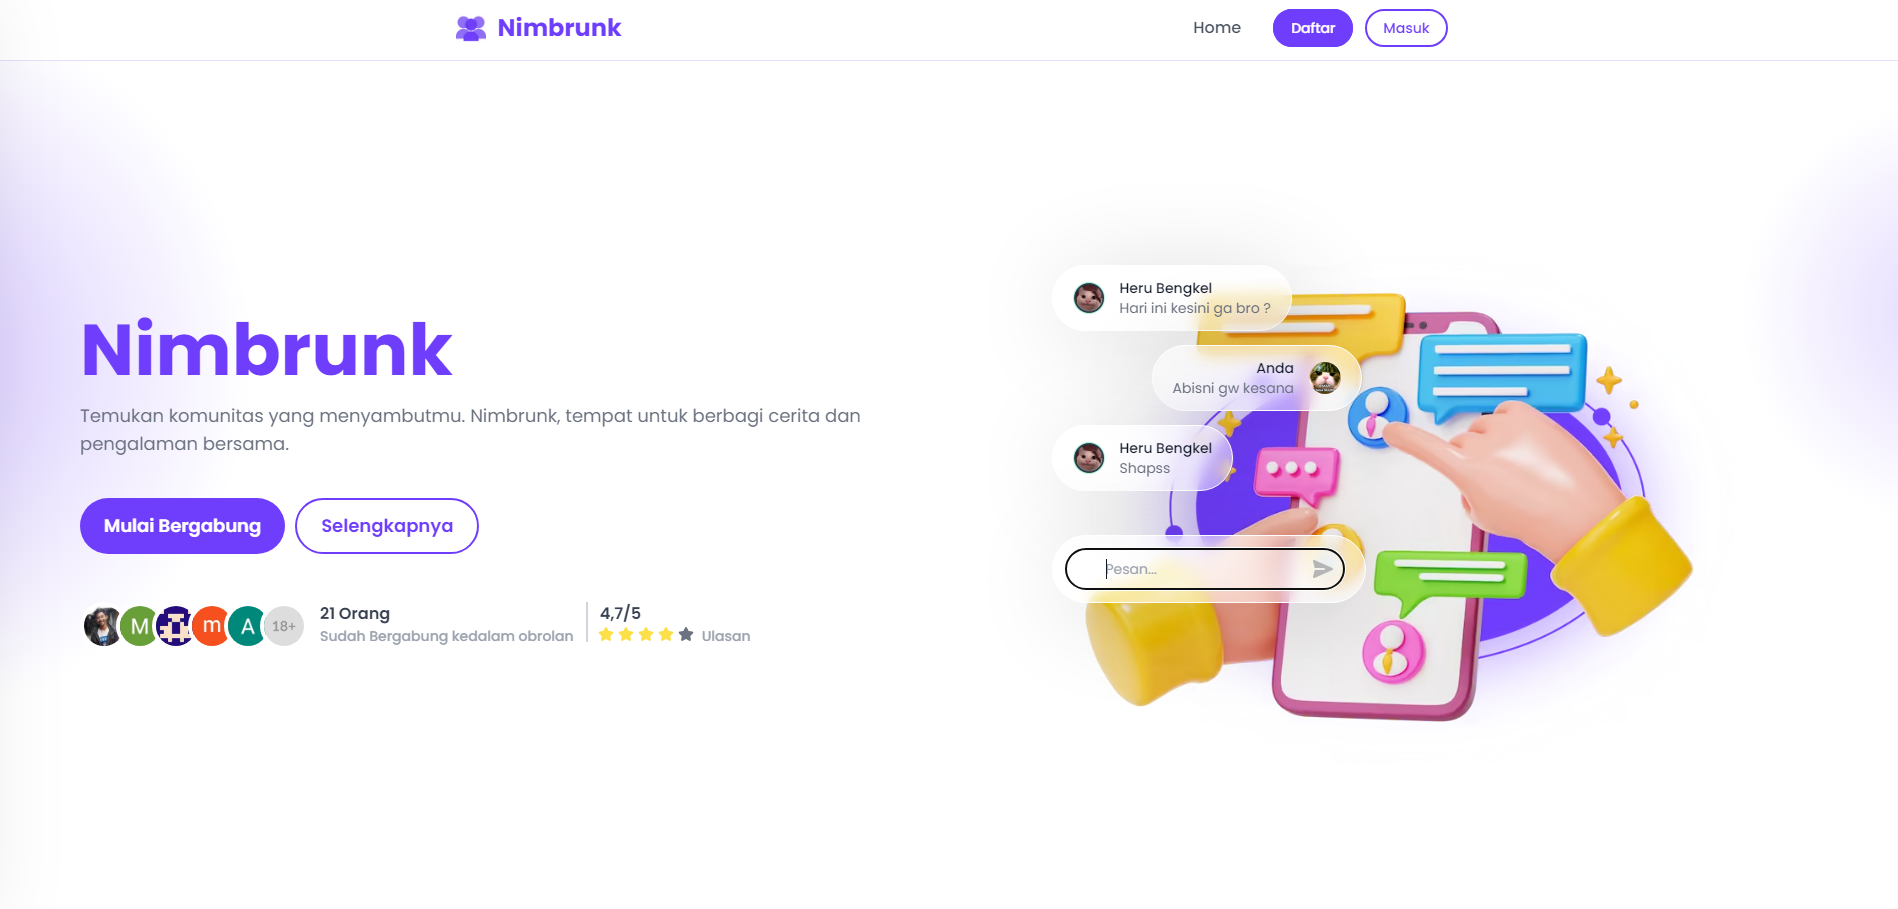 Nimbrunk
Home
Daftar
Masuk
Nimbrunk
Temukan komunitas yang menyambutmu. Nimbrunk, tempat untuk berbagi cerita dan
pengalaman bersama.
Mulai Bergabung
Selengkapnya
M
m
A
18+
21 Orang
Sudah Bergabung kedalam obrolan
4,7/5
Ulasan
Heru Bengkel
Hari ini kesini ga bro ?
Anda
Abisni gw kesana
Heru Bengkel
Shapss
Pesan...